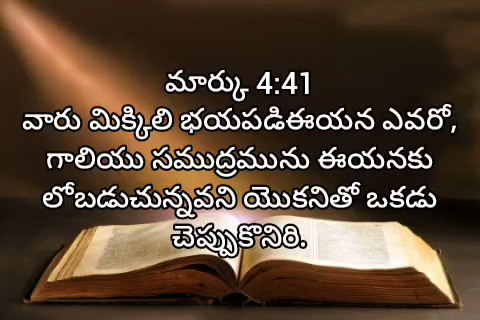 మార్కు 4:41
వారు మిక్కిలి భయపడిఈయన ఎవరో,
గాలియు సముద్రమును ఈయనకు
లోబడుచున్నవని యొకనితో ఒకడు
చెప్పుకొనిరి.